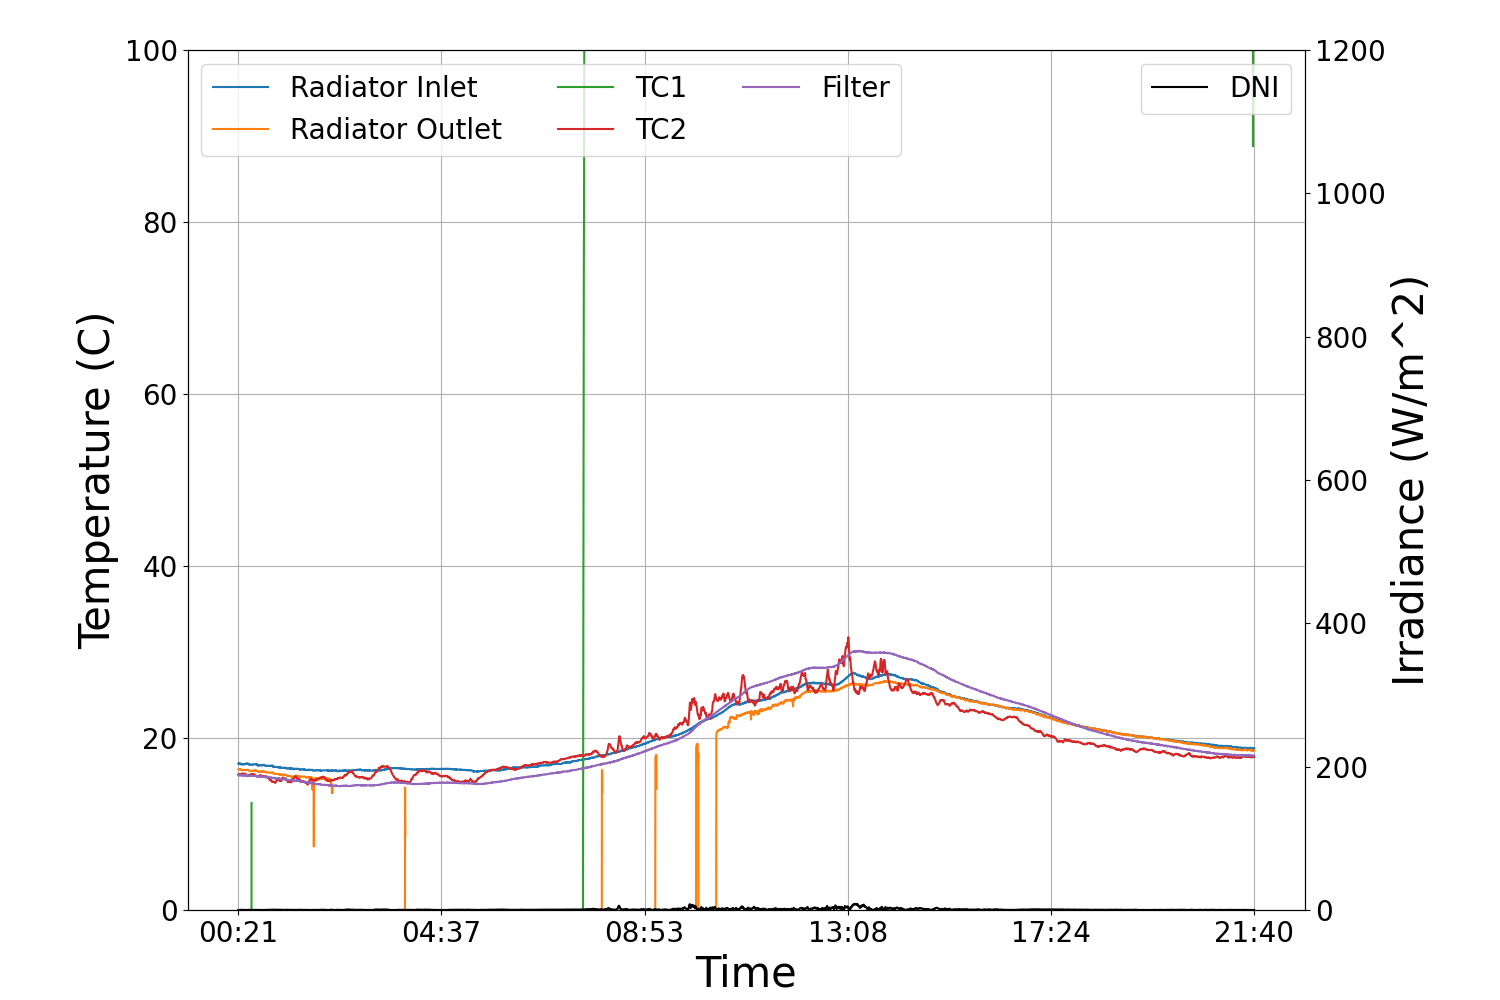 100
80
60
40
20
0
Temperature (C)
Radiator Inlet
Radiator Outlet
TC1
TC2
Filter
DNI
1200
1000
800
600
400
200
0
Irradiance (W/m^2)
00:21 04:37 08:53 13:08 17:24 21:40
Time